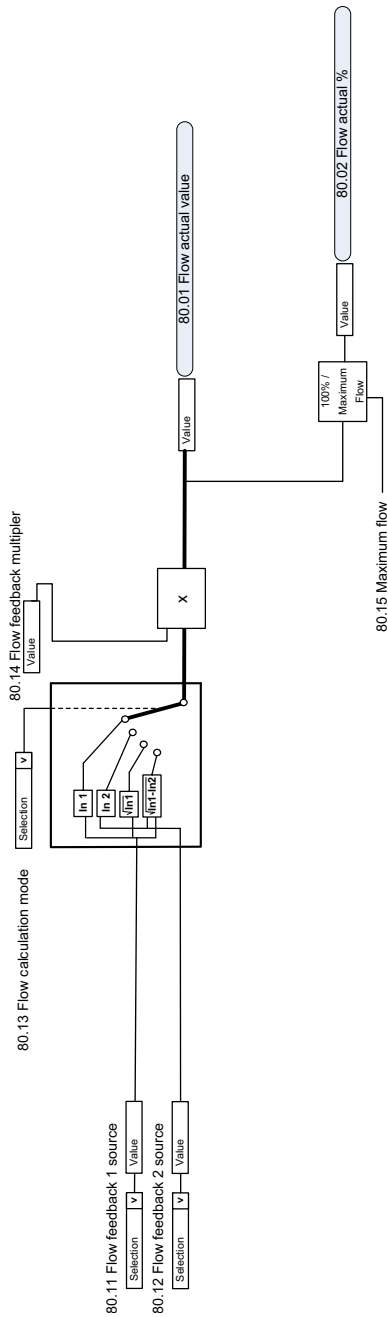 80.11 Flow feedback 1 source
Selection v
Value
80.12 Flow feedback 2 source
Selection v
Value
80.13 Flow calculation mode
Selection v
In 1
In 2
√In1
√In1-In2
80.14 Flow feedback multipler
Value
X
Value
80.01 Flow actual value
100% /
Maximum
Flow
80.15 Maximum flow
Value
80.02 Flow actual %